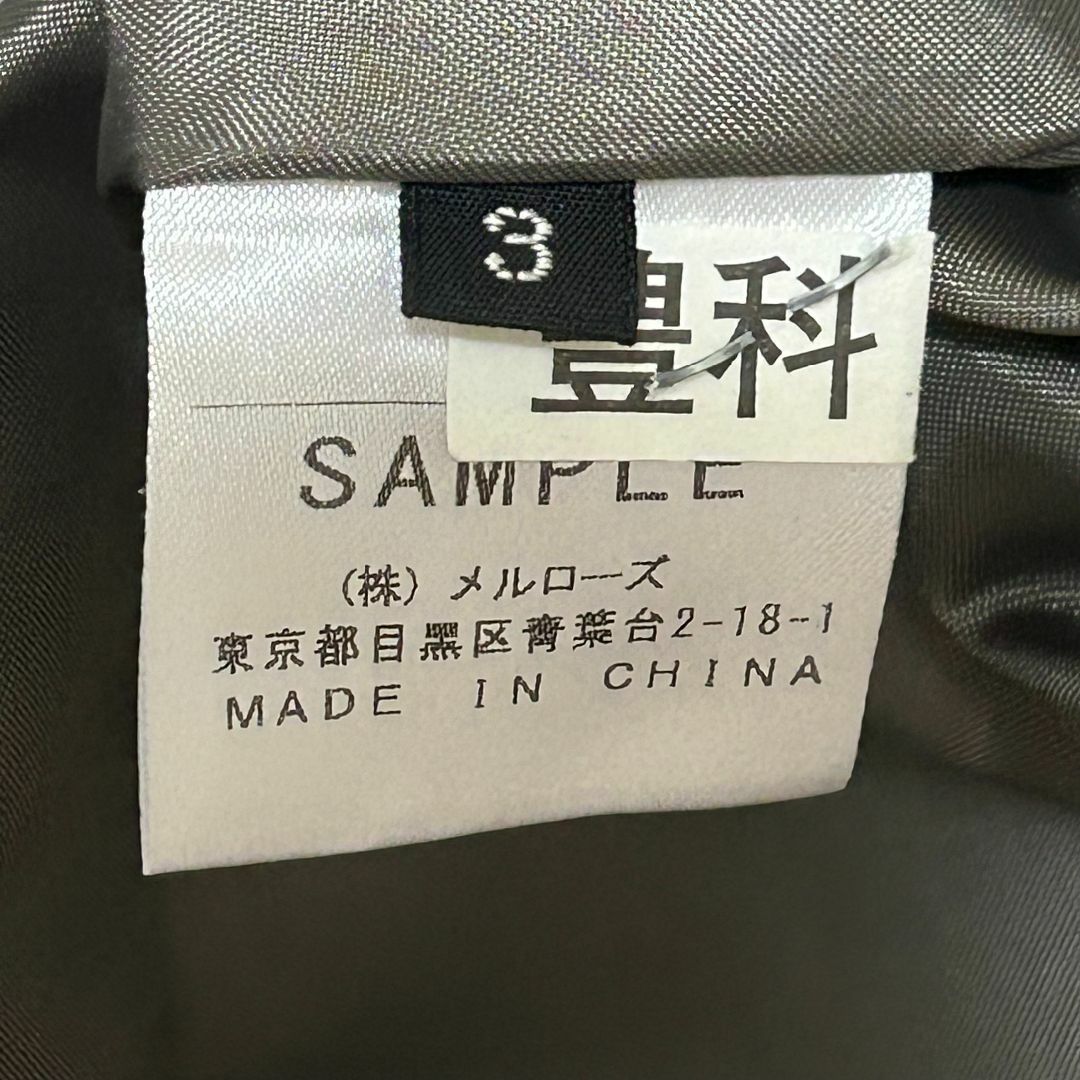 3
豊科
SAMPLE
(株)メルローズ
東京都目黒区青葉台2-18-1
MADE IN CHINA